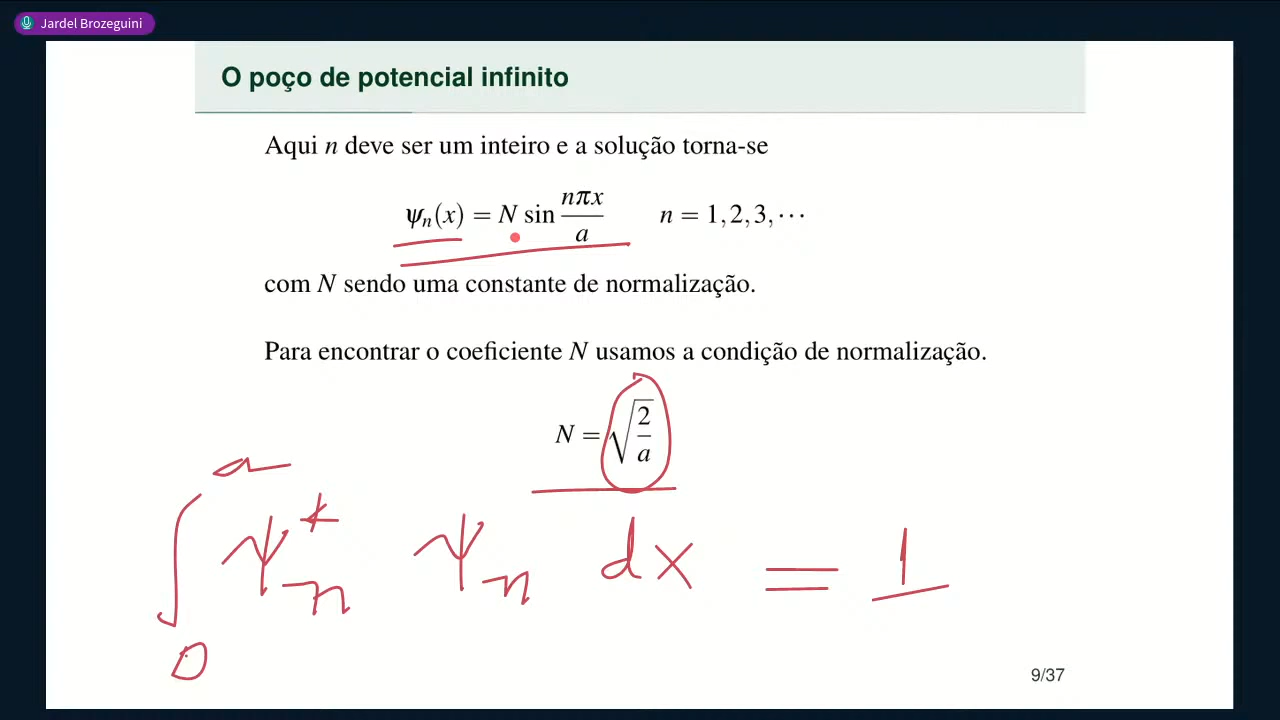 Jardel Brozeguini
O poço de potencial infinito
Aqui n deve ser um inteiro e a solução torna-se
ψₙ(x) = N sin nπx/a n = 1,2,3,⋯
com N sendo uma constante de normalização.
Para encontrar o coeficiente N usamos a condição de normalização.
N = √(2/a)
∫₀ᵃ ψₙ* ψₙ dx = 1
9/37